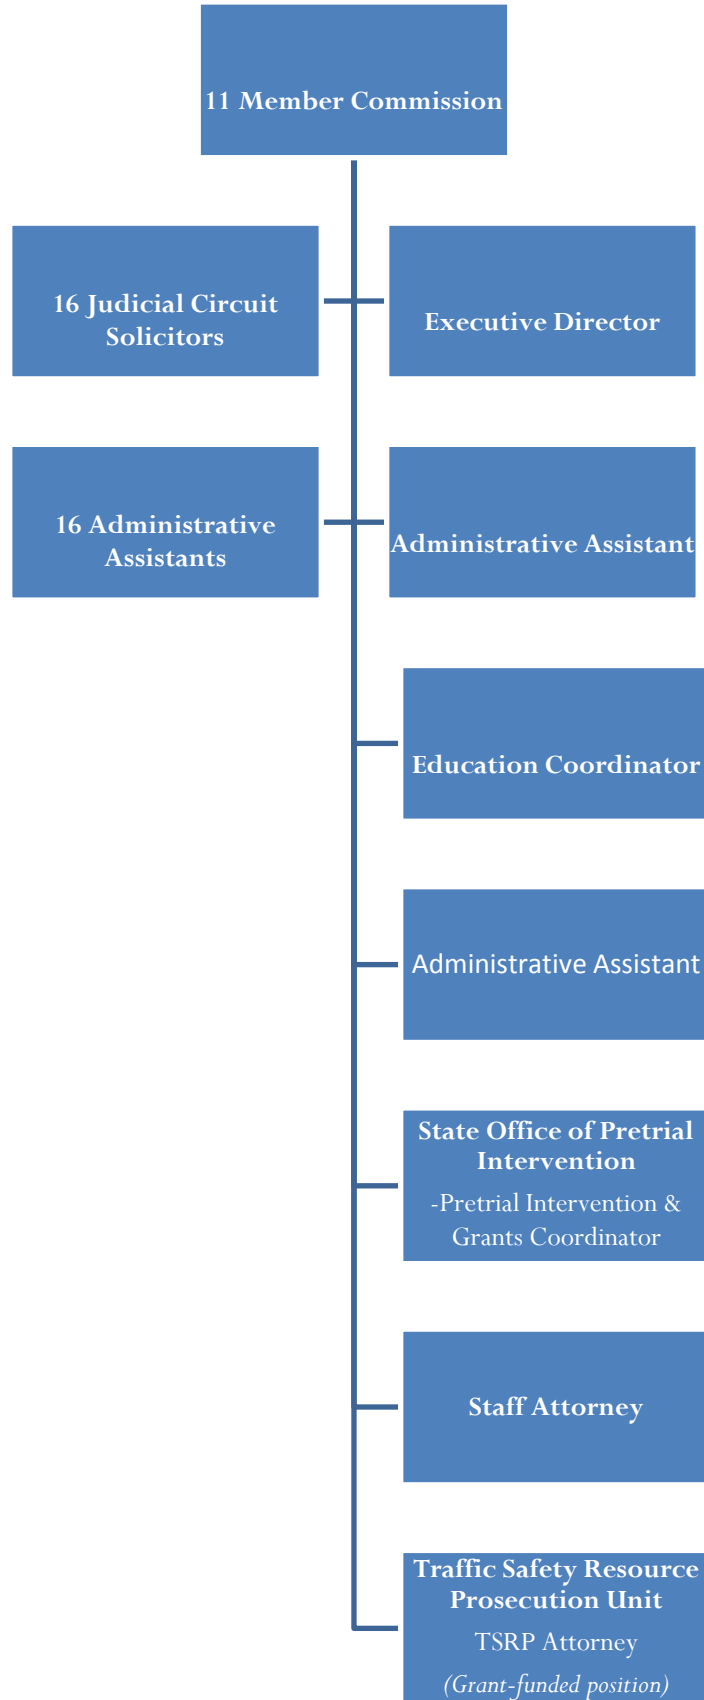 11 Member Commission
16 Judicial Circuit
Solicitors
Executive Director
16 Administrative
Assistants
Administrative Assistant
Education Coordinator
Administrative Assistant
State Office of Pretrial
Intervention
-Pretrial Intervention &
Grants Coordinator
Staff Attorney
Traffic Safety Resource
Prosecution Unit
TSRP Attorney
(Grant-funded position)